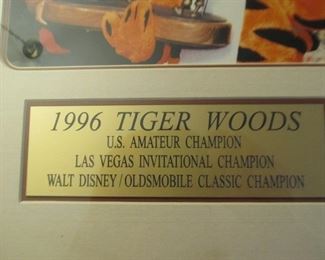 1996 TIGER WOODS
U.S. AMATEUR CHAMPION
LAS VEGAS INVITATIONAL CHAMPION
WALT DISNEY/OLDSMOBILE CLASSIC CHAMPION